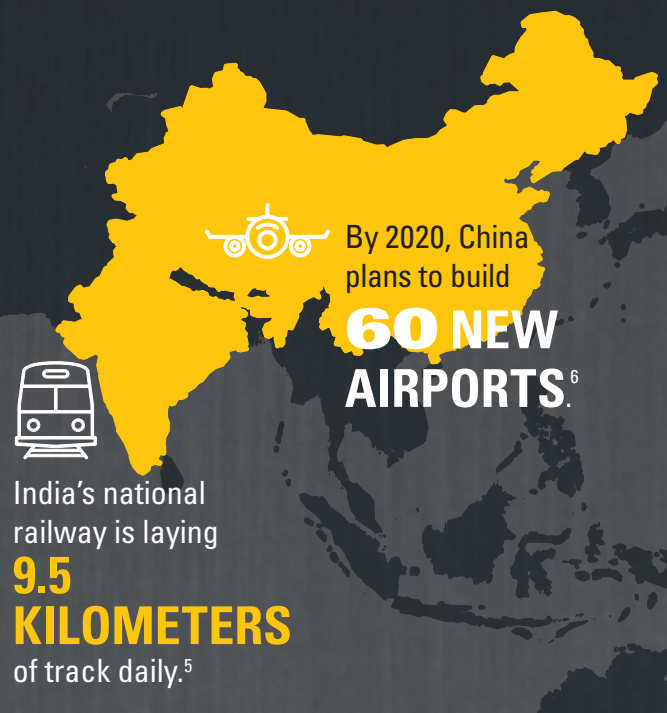 By 2020, China
plans to build
60 NEW
AIRPORTS.⁶
India's national
railway is laying
9.5
KILOMETERS
of track daily.⁵